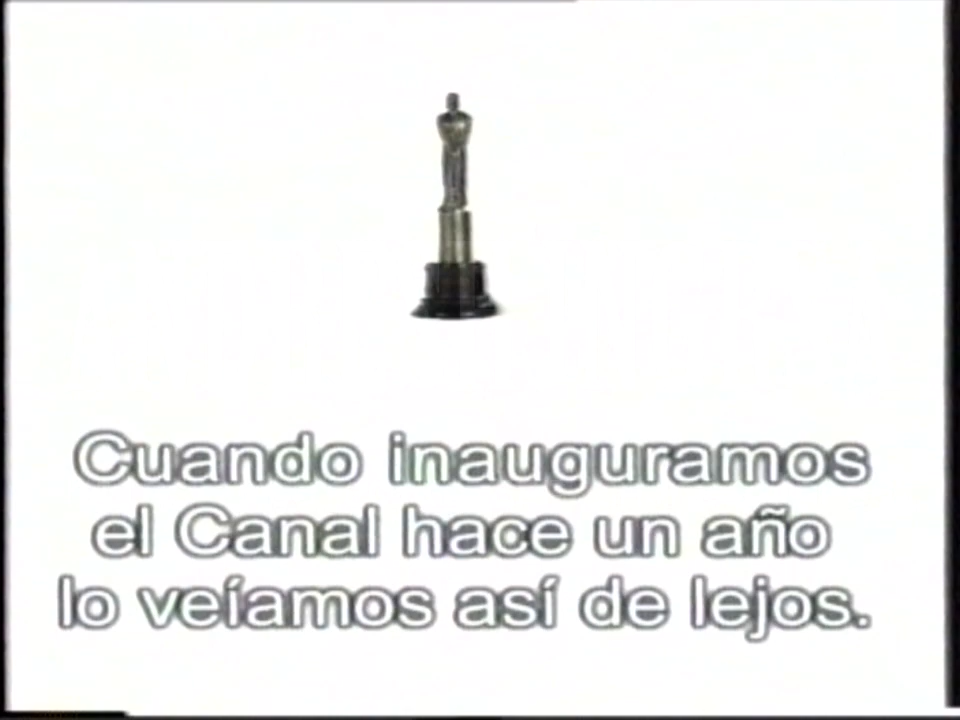 Cuando inauguramos
el Canal hace un año
lo veíamos así de lejos.